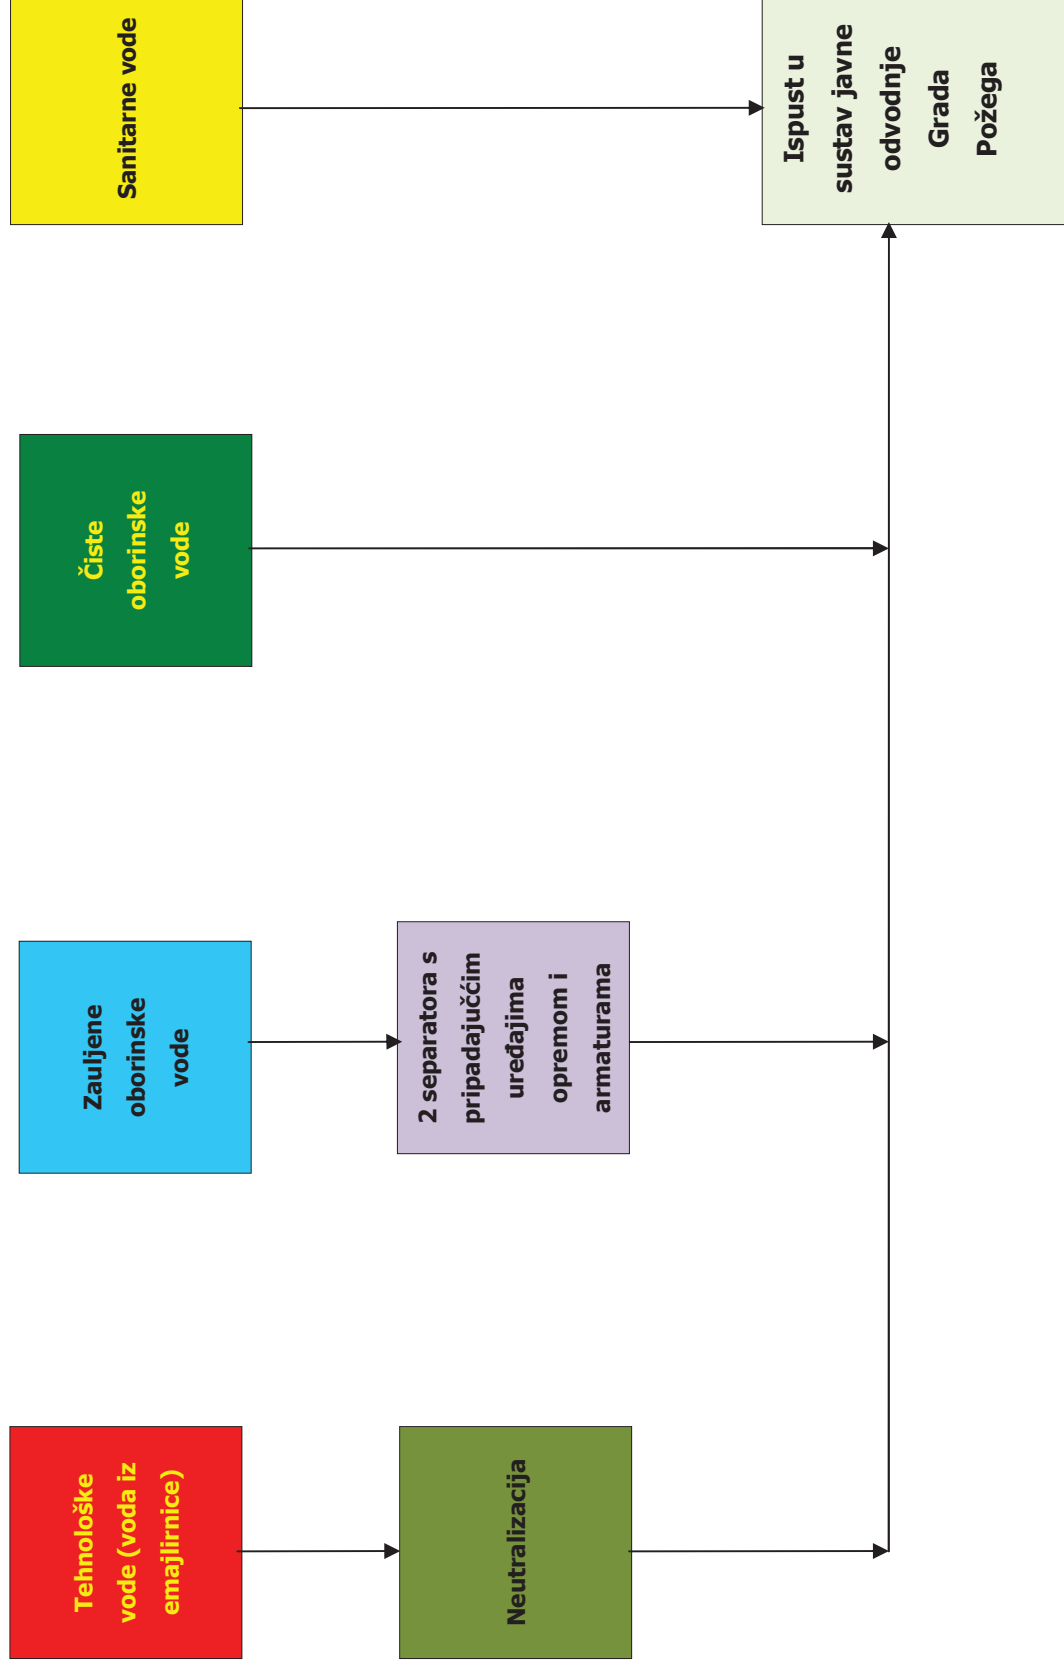 Tehnološke
vode (voda iz
emajlirnice)
Zauljene
oborinske
vode
Čiste
oborinske
vode
Sanitarne vode
Neutralizacija
2 separatora s
pripadajučćim
uređajima
opremom i
armaturama
Ispust u
sustav javne
odvodnje
Grada
Požega